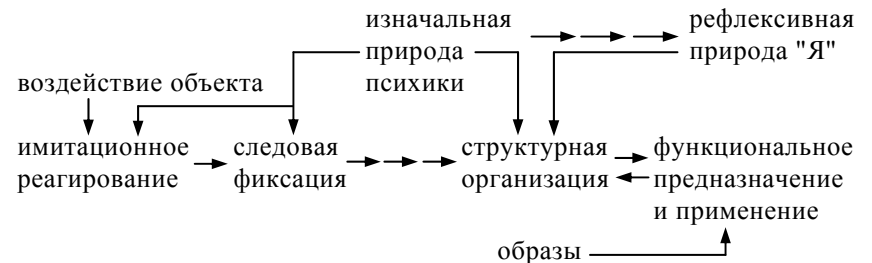 изначальная
природа
психики
рефлексивная
природа "Я"
воздействие объекта
имитационное
реагирование
следовая
фиксация
структурная
организация
функциональное
предназначение
и применение
образы